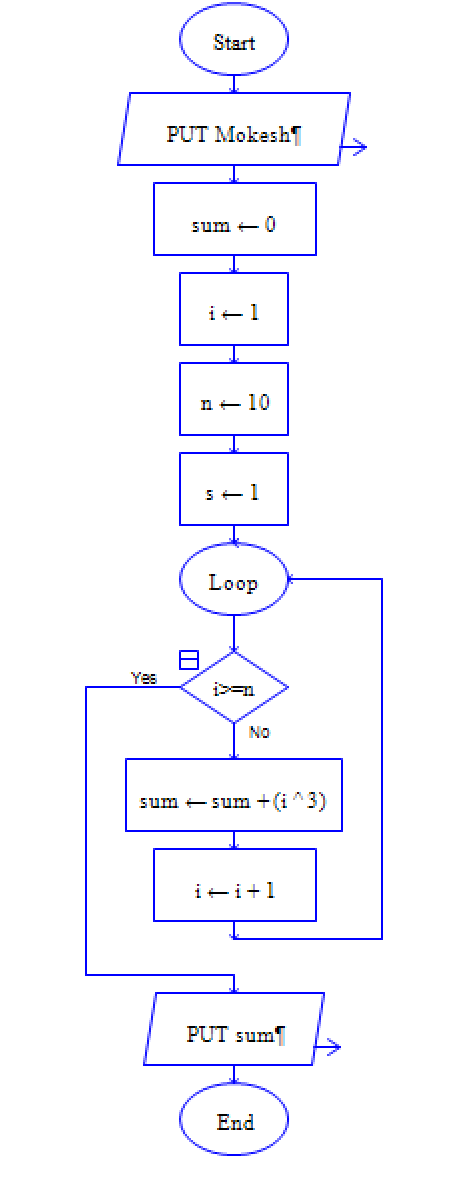 Start
PUT Mokesh¶
sum ← 0
i ← 1
n ← 10
s ← 1
Loop
Yes
i>=n
No
sum ← sum + (i ^ 3)
i ← i + 1
PUT sum¶
End